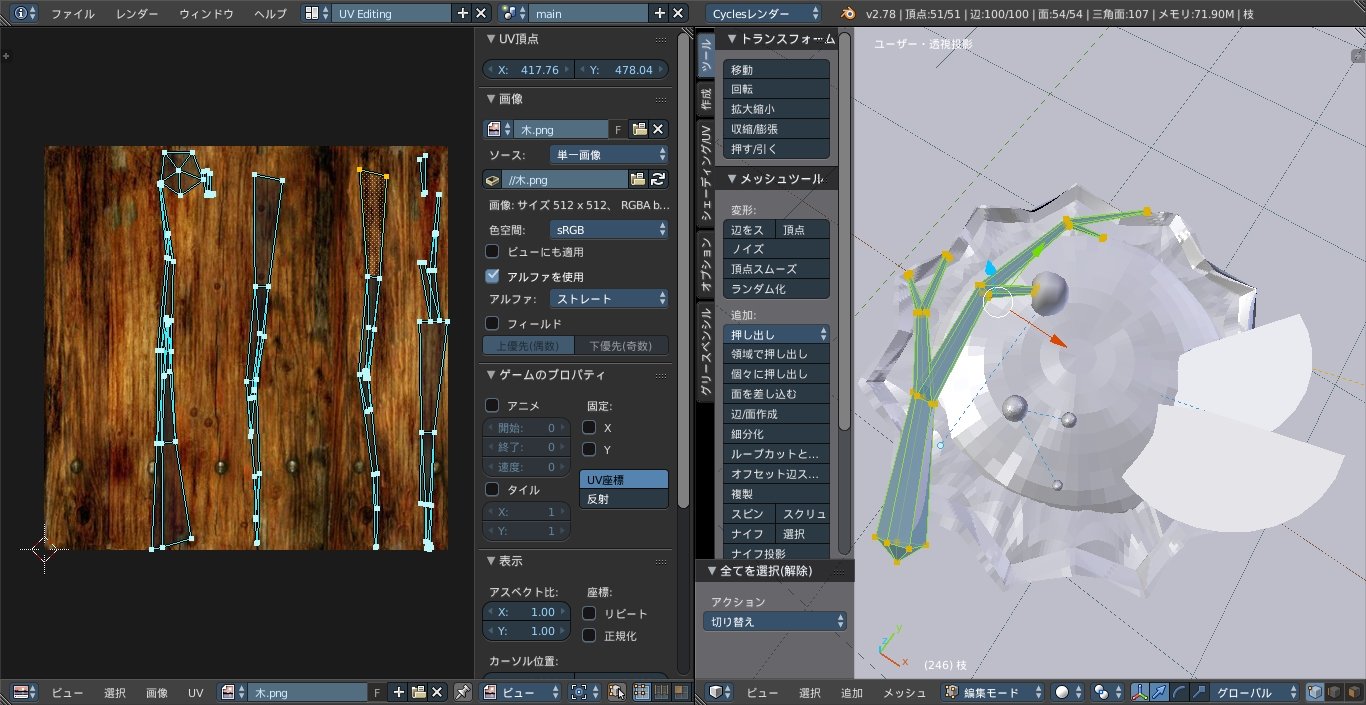 ファイル レンダー ウィンドウ ヘルプ UV Editing main Cyclesレンダー v2.78 | 頂点:51/51 | 辺:100/100 | 面:54/54 | 三角面:107 | メモリ:71.90M | 枝
▼UV頂点
X: 417.76 Y: 478.04
▼画像
木.png F
ソース: 単一画像
//木.png
画像: サイズ 512 x 512、 RGBA b...
色空間: sRGB
ビューにも適用
アルファを使用
アルファ: ストレート
フィールド
上優先(偶数) 下優先(奇数)
▼ゲームのプロパティ
アニメ 固定:
開始: 0 X
終了: 0 Y
速度: 0
UV座標
タイル 反射
X: 1
Y: 1
▼表示
アスペクト比: 座標:
X: 1.00 リピート
Y: 1.00 正規化
カーソル位置:
ビュー 選択 画像 UV 木.png F ビュー
ツール
作成
シェーディング/UV
オプション
グリースペンシル
▼トランスフォーム
移動
回転
拡大縮小
収縮/膨張
押す/引く
▼メッシュツール
変形:
辺をス 頂点
ノイズ
頂点スムーズ
ランダム化
追加:
押し出し
領域で押し出し
個々に押し出し
面を差し込む
辺/面作成
細分化
ループカットと...
オフセット辺ス...
複製
スピン スクリュ
ナイフ 選択
ナイフ投影
▼全てを選択(解除)
アクション
切り替え
ユーザー・透視投影
y
z
x
(246) 枝
ビュー 選択 追加 メッシュ 編集モード グローバル